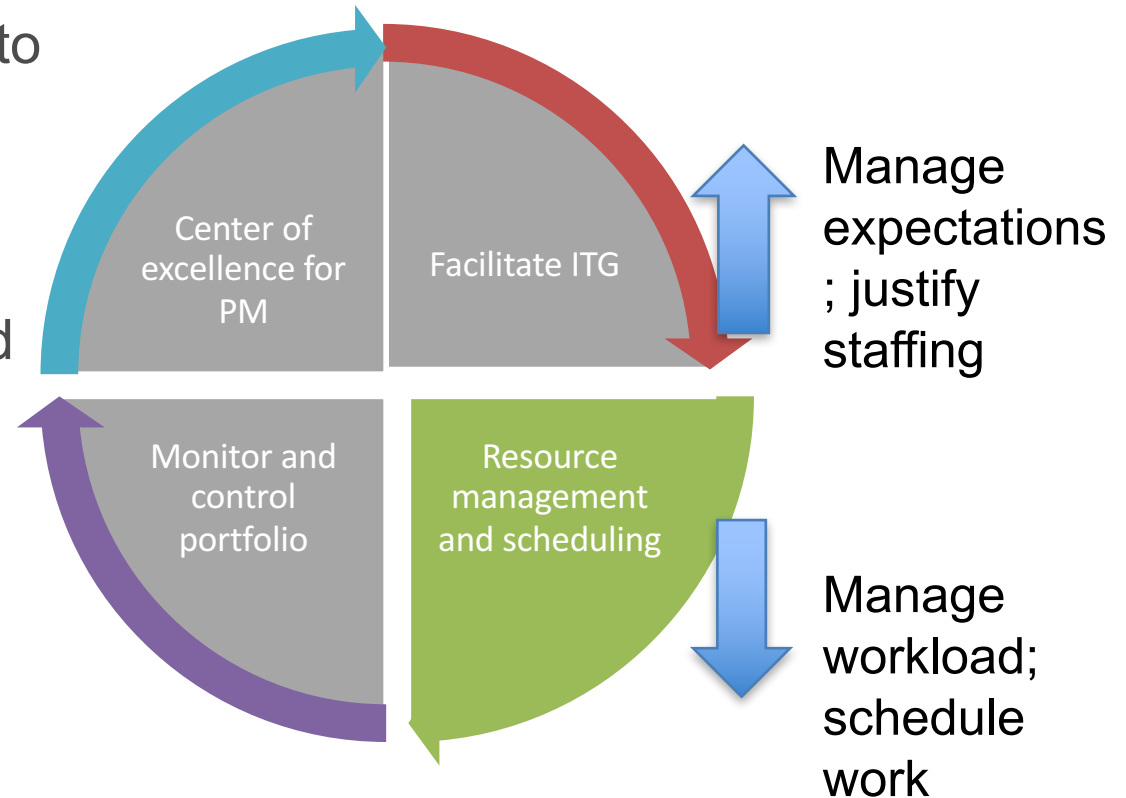 to
d
Center of
excellence for
PM
Facilitate ITG
Manage
expectations
; justify
staffing
Monitor and
control
portfolio
Resource
management
and scheduling
Manage
workload;
schedule
work